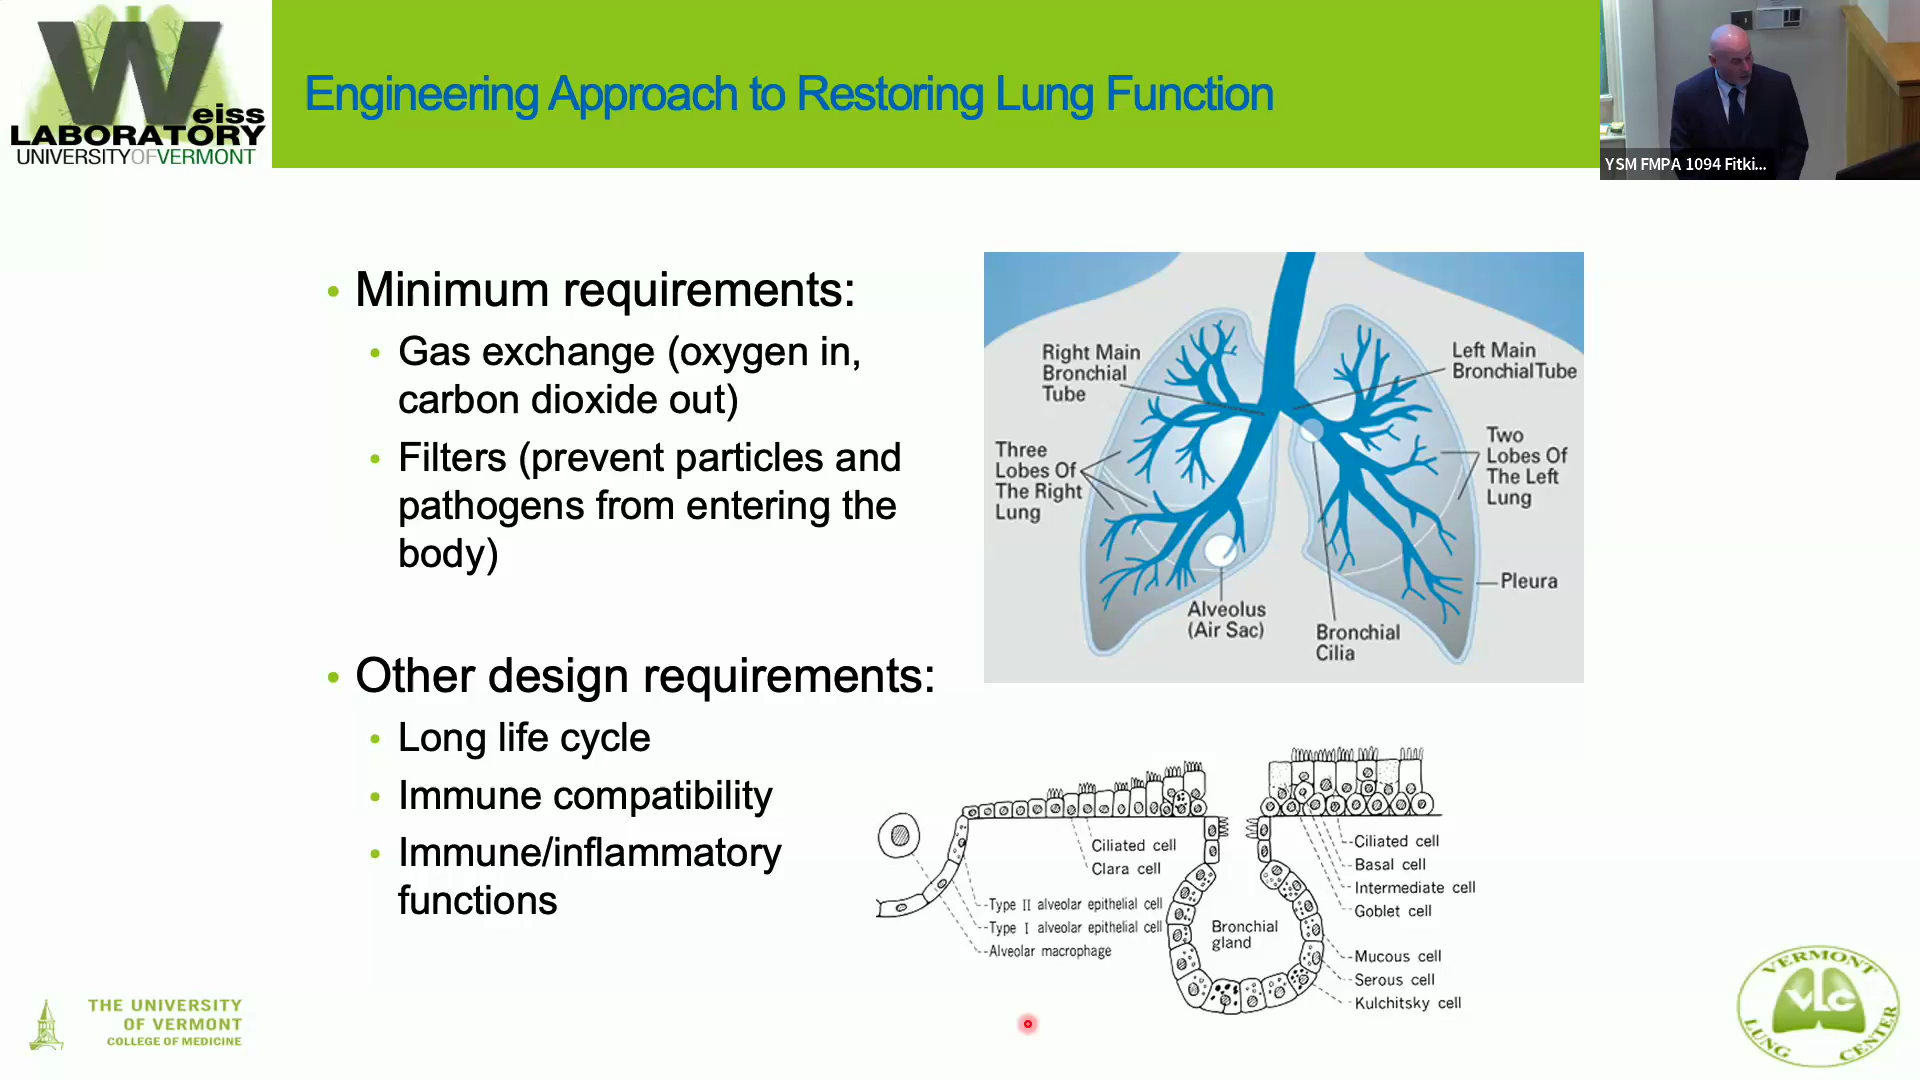 Weiss
LABORATORY
UNIVERSITYOFVERMONT
Engineering Approach to Restoring Lung Function
YSM FMPA 1094 Fitki...
• Minimum requirements:
• Gas exchange (oxygen in,
carbon dioxide out)
• Filters (prevent particles and
pathogens from entering the
body)
• Other design requirements:
• Long life cycle
• Immune compatibility
• Immune/inflammatory
functions
Right Main
Bronchial
Tube
Left Main
Bronchial Tube
Three
Lobes Of
The Right
Lung
Two
Lobes Of
The Left
Lung
Pleura
Alveolus
(Air Sac)
Bronchial
Cilia
Ciliated cell
Clara cell
Type II alveolar epithelial cell
Type I alveolar epithelial cell
Alveolar macrophage
Bronchial
gland
Ciliated cell
Basal cell
Intermediate cell
Goblet cell
Mucous cell
Serous cell
Kulchitsky cell
THE UNIVERSITY
OF VERMONT
COLLEGE OF MEDICINE
VERMONT
VLC
LUNG CENTER